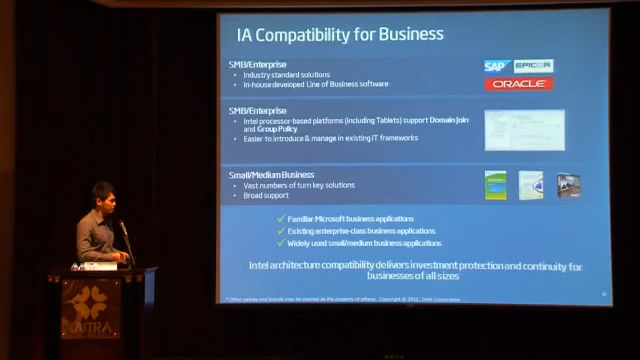 IA Compatibility for Business
SMB/Enterprise
• Industry standard solutions
• In-house developed Line of Business software
SAP EPICOR
ORACLE
SMB/Enterprise
• Intel processor-based platforms (including Tablets) support Domain Join
and Group Policy
• Easier to introduce & manage in existing IT frameworks
Small/Medium Business
• Vast numbers of turn key solutions
• Broad support
✓ Familiar Microsoft business applications
✓ Existing enterprise-class business applications
✓ Widely used small/medium business applications
Intel architecture compatibility delivers investment protection and continuity for
businesses of all sizes
* Other names and brands may be claimed as the property of others. Copyright © 2012, Intel Corporation.
TAITRA